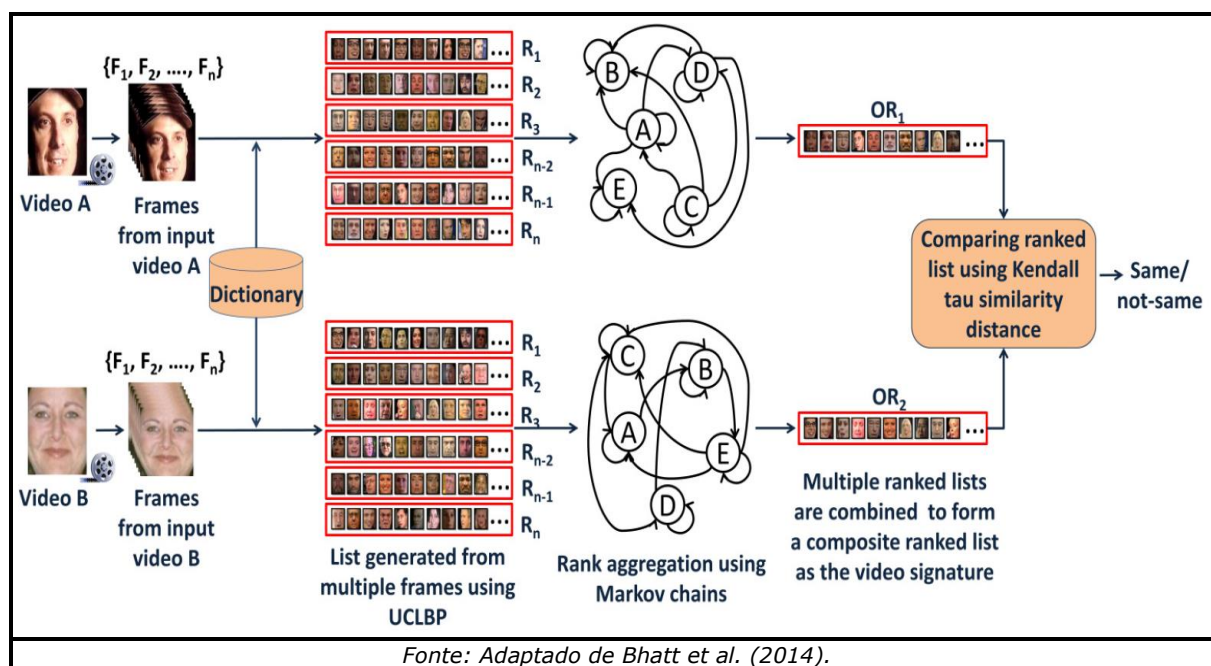 {F₁, F₂, ...., Fₙ}
Video A
Frames
from input
video A
R₁
R₂
R₃
Rₙ₋₂
Rₙ₋₁
Rₙ
...
...
...
...
...
...
B
D
A
E
C
OR₁
...
Dictionary
Comparing ranked
list using Kendall
tau similarity
distance
Same/
not-same
{F₁, F₂, ...., Fₙ}
Video B
Frames
from input
video B
R₁
R₂
R₃
Rₙ₋₂
Rₙ₋₁
Rₙ
...
...
...
...
...
...
List generated from
multiple frames using
UCLBP
C
B
A
E
D
Rank aggregation using
Markov chains
OR₂
...
Multiple ranked lists
are combined to form
a composite ranked list
as the video signature
Fonte: Adaptado de Bhatt et al. (2014).